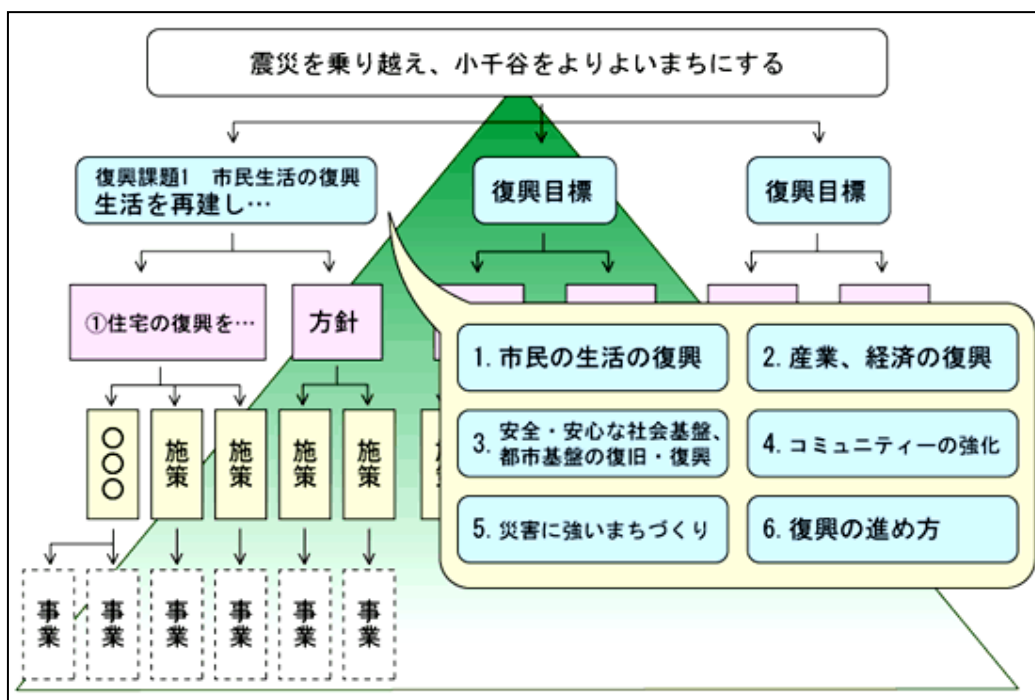 震災を乗り越え、小千谷をよりよいまちにする
復興課題1　市民生活の復興
生活を再建し…
復興目標
復興目標
①住宅の復興を…
方針
1. 市民の生活の復興
2. 産業、経済の復興
3. 安全・安心な社会基盤、
都市基盤の復旧・復興
4. コミュニティーの強化
5. 災害に強いまちづくり
6. 復興の進め方
〇〇〇
施策
施策
施策
施策
事業
事業
事業
事業
事業
事業